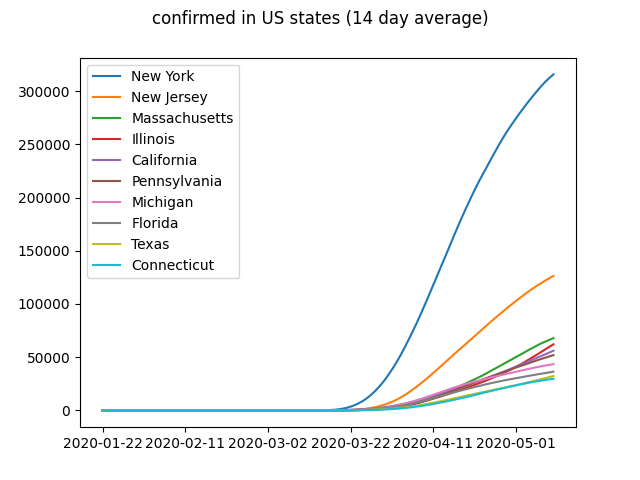 confirmed in US states (14 day average)
New York
New Jersey
Massachusetts
Illinois
California
Pennsylvania
Michigan
Florida
Texas
Connecticut
300000
250000
200000
150000
100000
50000
0
2020-01-22 2020-02-11 2020-03-02 2020-03-22 2020-04-11 2020-05-01